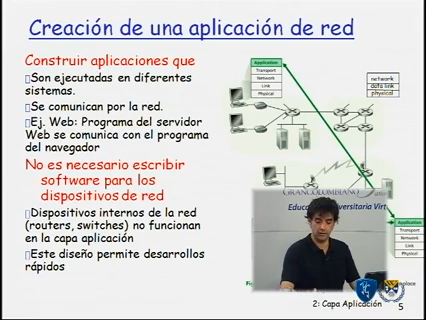 Creación de una aplicación de red
Construir aplicaciones que
Son ejecutadas en diferentes
sistemas.
Se comunican por la red.
Ej. Web: Programa del servidor
Web se comunica con el programa
del navegador
No es necesario escribir
software para los
dispositivos de red
Dispositivos internos de la red
(routers, switches) no funcionan
en la capa aplicación
Este diseño permite desarrollos
rápidos
Application
Transport
Network
Link
Physical
network
data link
physical
GRANCOLOMBIANO
Application
Transport
Network
Link
Physical
2: Capa Aplicación
5